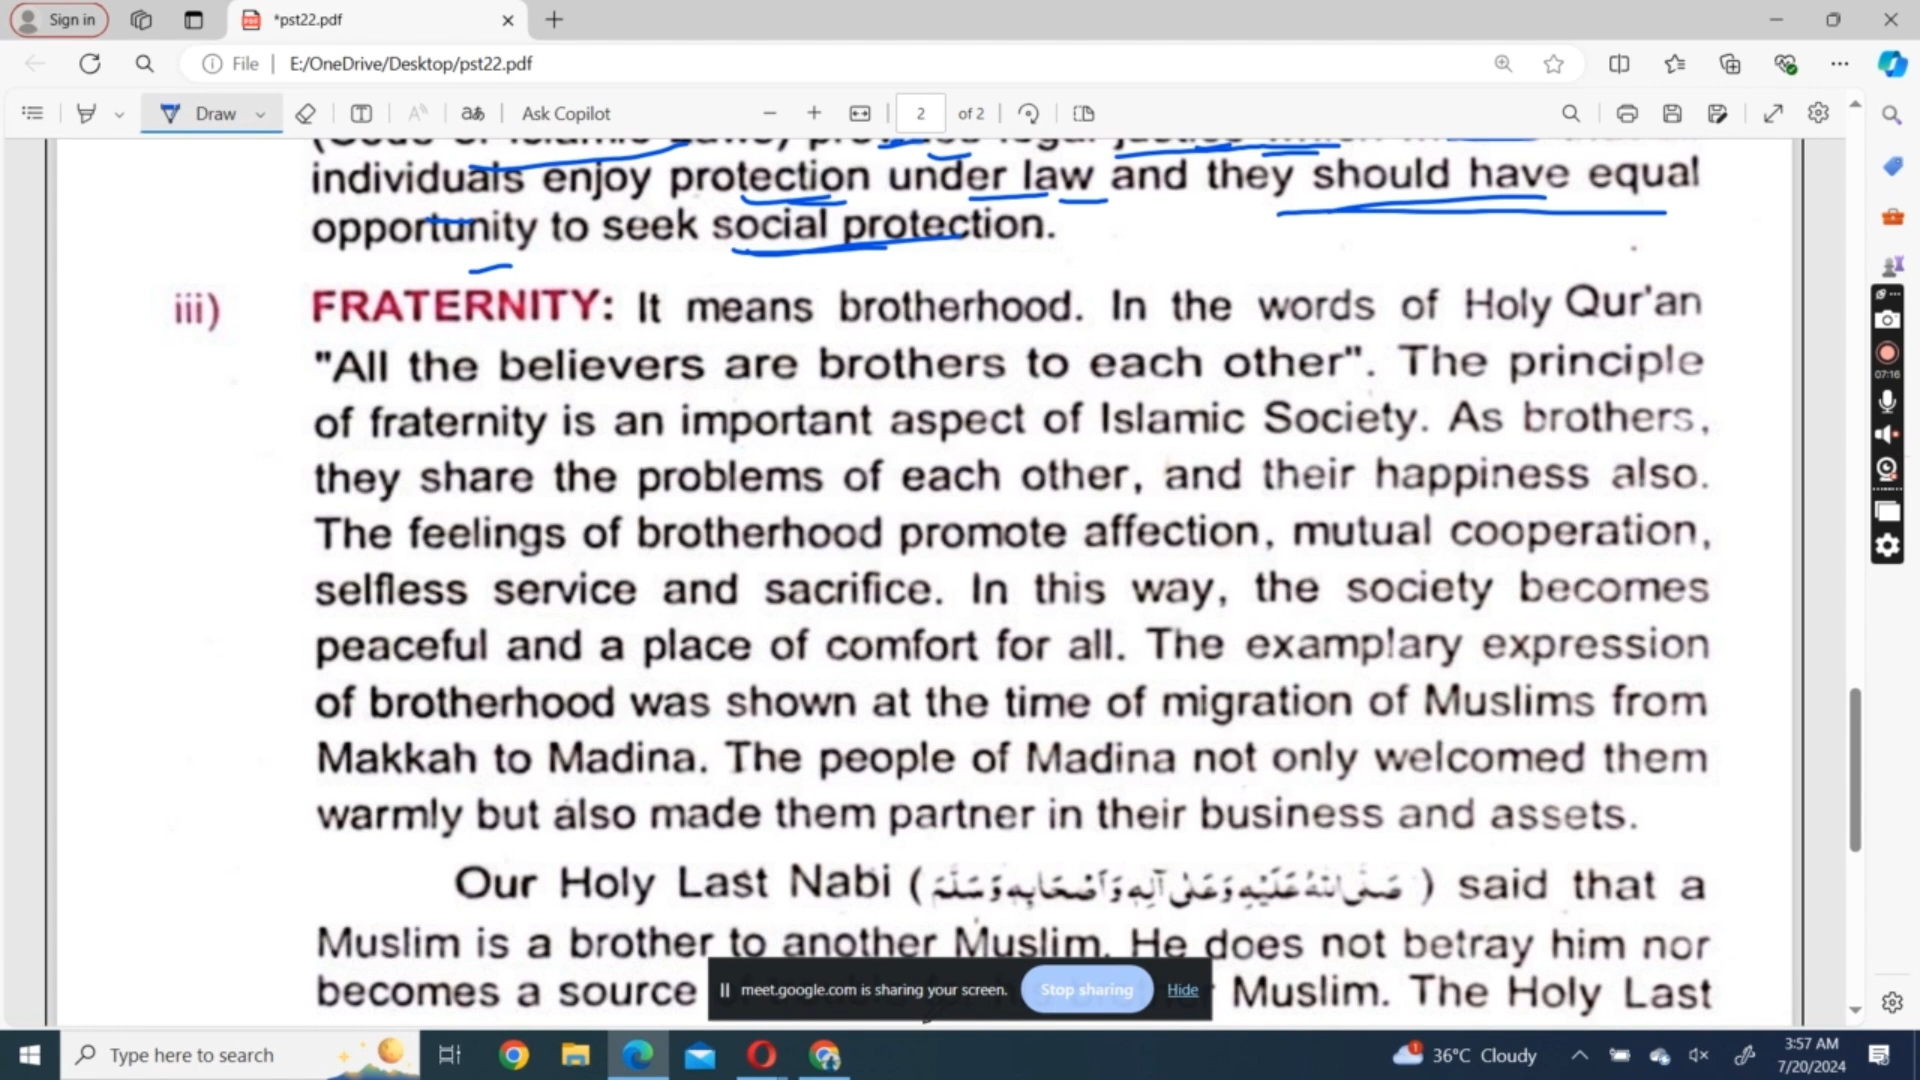 Sign in
*pst22.pdf
File
E:/OneDrive/Desktop/pst22.pdf
Draw
Ask Copilot
2 of 2
individuals enjoy protection under law and they should have equal
opportunity to seek social protection.
iii) FRATERNITY: It means brotherhood. In the words of Holy Qur'an
"All the believers are brothers to each other". The principle
of fraternity is an important aspect of Islamic Society. As brothers,
they share the problems of each other, and their happiness also.
The feelings of brotherhood promote affection, mutual cooperation,
selfless service and sacrifice. In this way, the society becomes
peaceful and a place of comfort for all. The examplary expression
of brotherhood was shown at the time of migration of Muslims from
Makkah to Madina. The people of Madina not only welcomed them
warmly but also made them partner in their business and assets.
Our Holy Last Nabi (صَلَّى اللهُ عَلَيْهِ وَعَلَى آلِهٖ وَاَصْحَابِهٖ وَسَلَّمَ) said that a
Muslim is a brother to another Muslim. He does not betray him nor
becomes a source Muslim. The Holy Last
meet.google.com is sharing your screen. Stop sharing Hide
07:16
Type here to search
36°C Cloudy
3:57 AM
7/20/2024